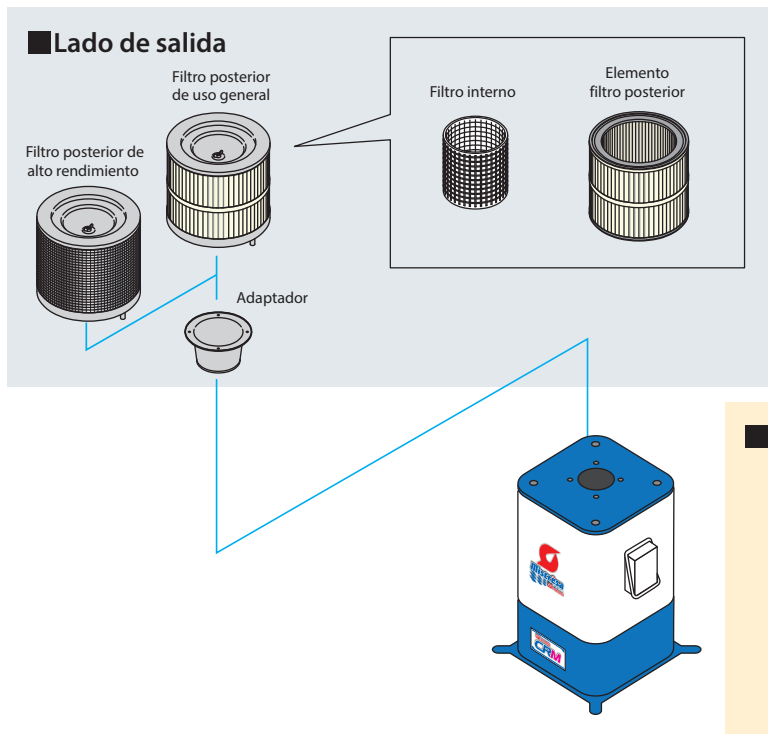 ■Lado de salida
Filtro posterior
de uso general
Filtro posterior de
alto rendimiento
Filtro interno
Elemento
filtro posterior
Adaptador
CRM